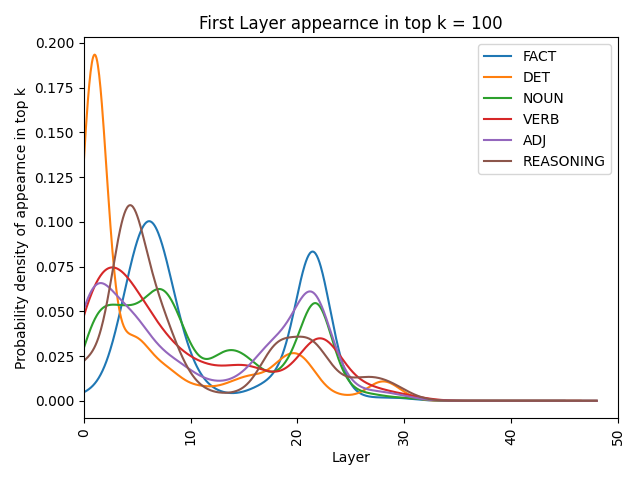 First Layer appearnce in top k = 100
Probability density of appearnce in top k
0.200
0.175
0.150
0.125
0.100
0.075
0.050
0.025
0.000
FACT
DET
NOUN
VERB
ADJ
REASONING
0
10
20
30
40
50
Layer